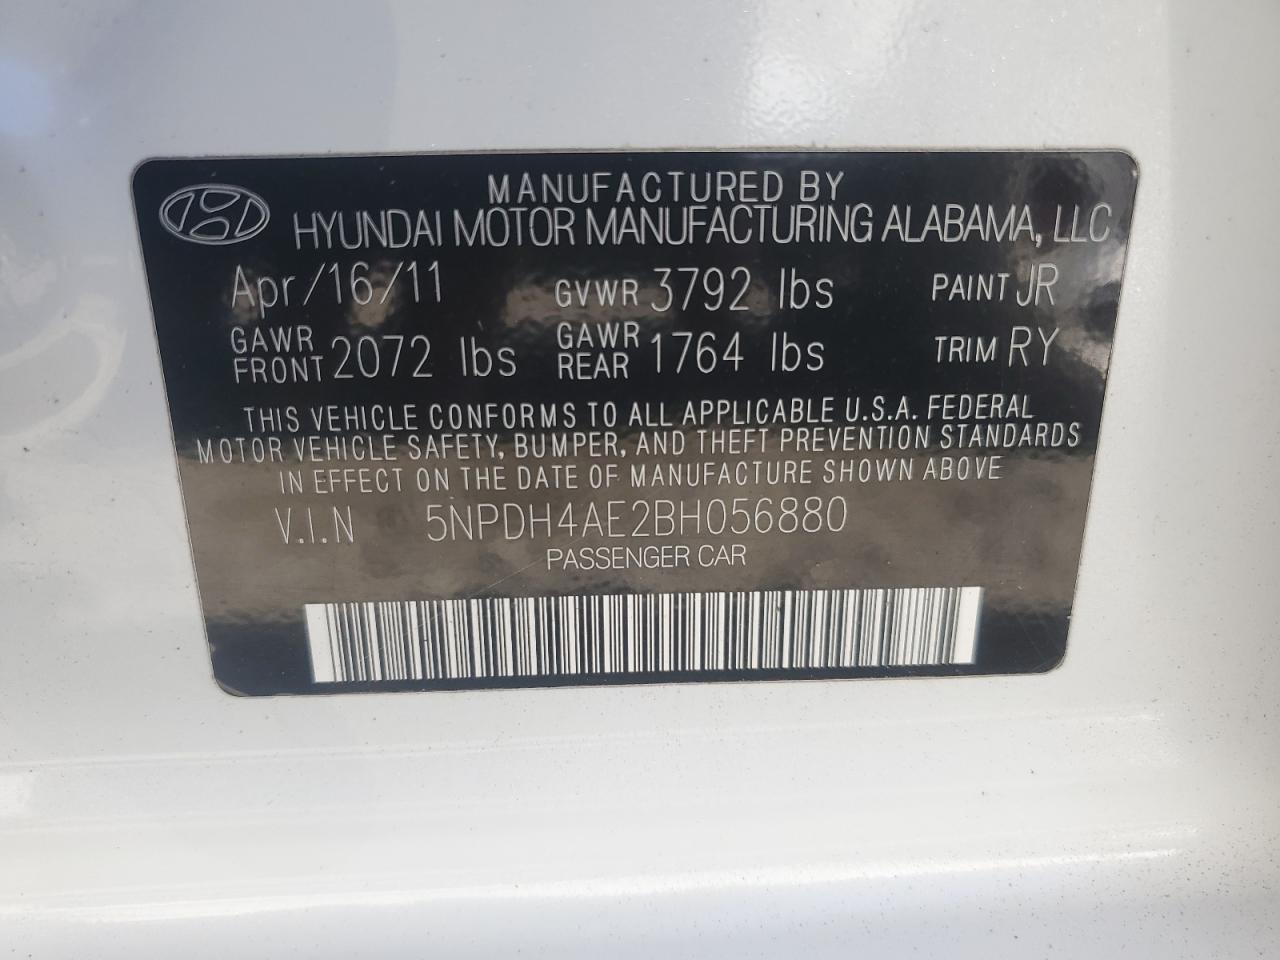 MANUFACTURED BY
HYUNDAI MOTOR MANUFACTURING ALABAMA, LLC
Apr/16/11 GVWR 3792 lbs PAINT JR
GAWR FRONT 2072 lbs GAWR REAR 1764 lbs TRIM RY
THIS VEHICLE CONFORMS TO ALL APPLICABLE U.S.A. FEDERAL
MOTOR VEHICLE SAFETY, BUMPER, AND THEFT PREVENTION STANDARDS
IN EFFECT ON THE DATE OF MANUFACTURE SHOWN ABOVE
V.I.N 5NPDH4AE2BH056880
PASSENGER CAR